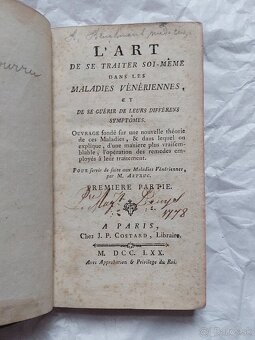 L'ART
DE SE TRAITER SOI-MÊME
DANS LES
MALADIES VÉNÉRIENNES,
ET
DE SE GUÉRIR DE LEURS DIFFÉRENS
SYMPTÔMES.
OUVRAGE fondé sur une nouvelle théorie
de ces Maladies, & dans lequel on
explique, d'une maniere plus vraisem-
blable, l'opération des remedes em-
ployés à leur traitement.
POUR servir de suite aux Maladies Vénériennes,
par M. ASTRUC.
PREMIERE PARTIE.
1778
A PARIS,
Chez J. P. COSTARD, Libraire.
M. DCC. LXX.
Avec Approbation & Privilege du Roi.